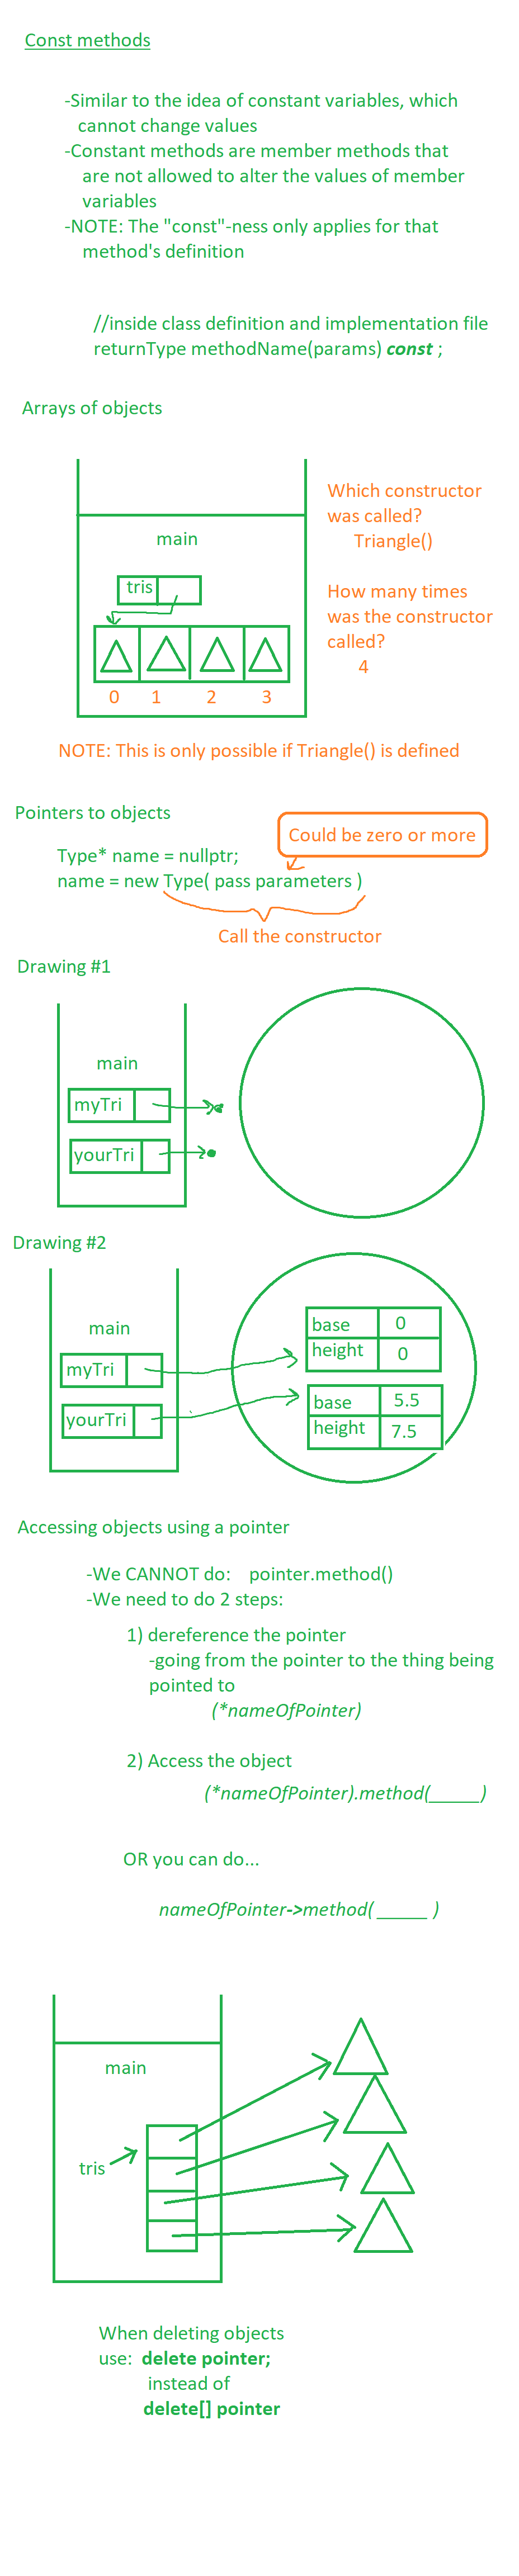 Const methods
-Similar to the idea of constant variables, which
cannot change values
-Constant methods are member methods that
are not allowed to alter the values of member
variables
-NOTE: The "const"-ness only applies for that
method's definition
//inside class definition and implementation file
returnType methodName(params) const ;
Arrays of objects
main
tris
0 1 2 3
Which constructor
was called?
Triangle()
How many times
was the constructor
called?
4
NOTE: This is only possible if Triangle() is defined
Pointers to objects
Could be zero or more
Type* name = nullptr;
name = new Type( pass parameters )
Call the constructor
Drawing #1
main
myTri
yourTri
Drawing #2
main
myTri
yourTri
base 0
height 0
base 5.5
height 7.5
Accessing objects using a pointer
-We CANNOT do: pointer.method()
-We need to do 2 steps:
1) dereference the pointer
-going from the pointer to the thing being
pointed to
(*nameOfPointer)
2) Access the object
(*nameOfPointer).method(_____)
OR you can do...
nameOfPointer->method( _____ )
main
tris
When deleting objects
use: delete pointer;
instead of
delete[] pointer